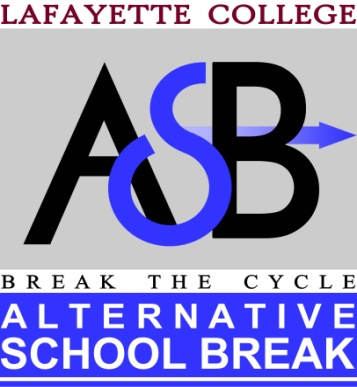 LAFAYETTE COLLEGE
ASB
BREAK THE CYCLE
ALTERNATIVE
SCHOOL BREAK